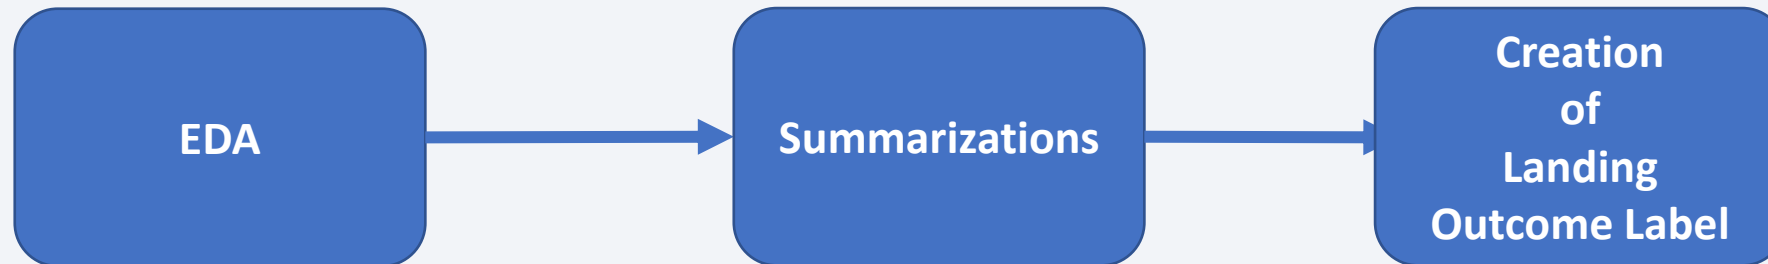 EDA
Summarizations
Creation
of
Landing
Outcome Label